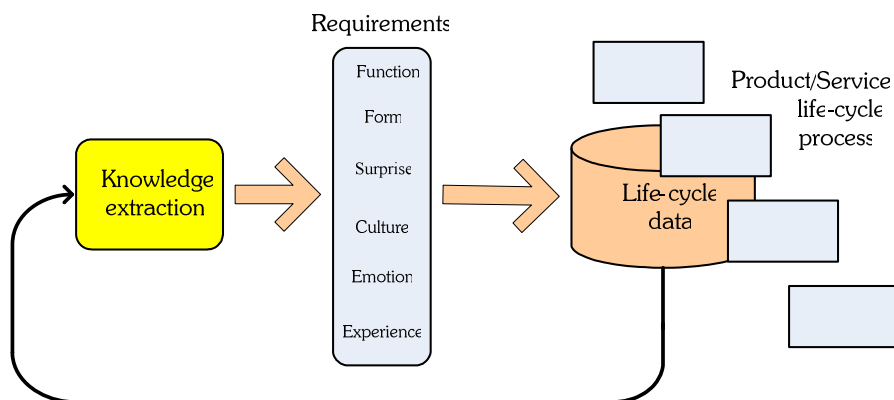 Requirements
Function
Form
Surprise
Culture
Emotion
Experience
Knowledge
extraction
Life-cycle
data
Product/Service
life-cycle
process